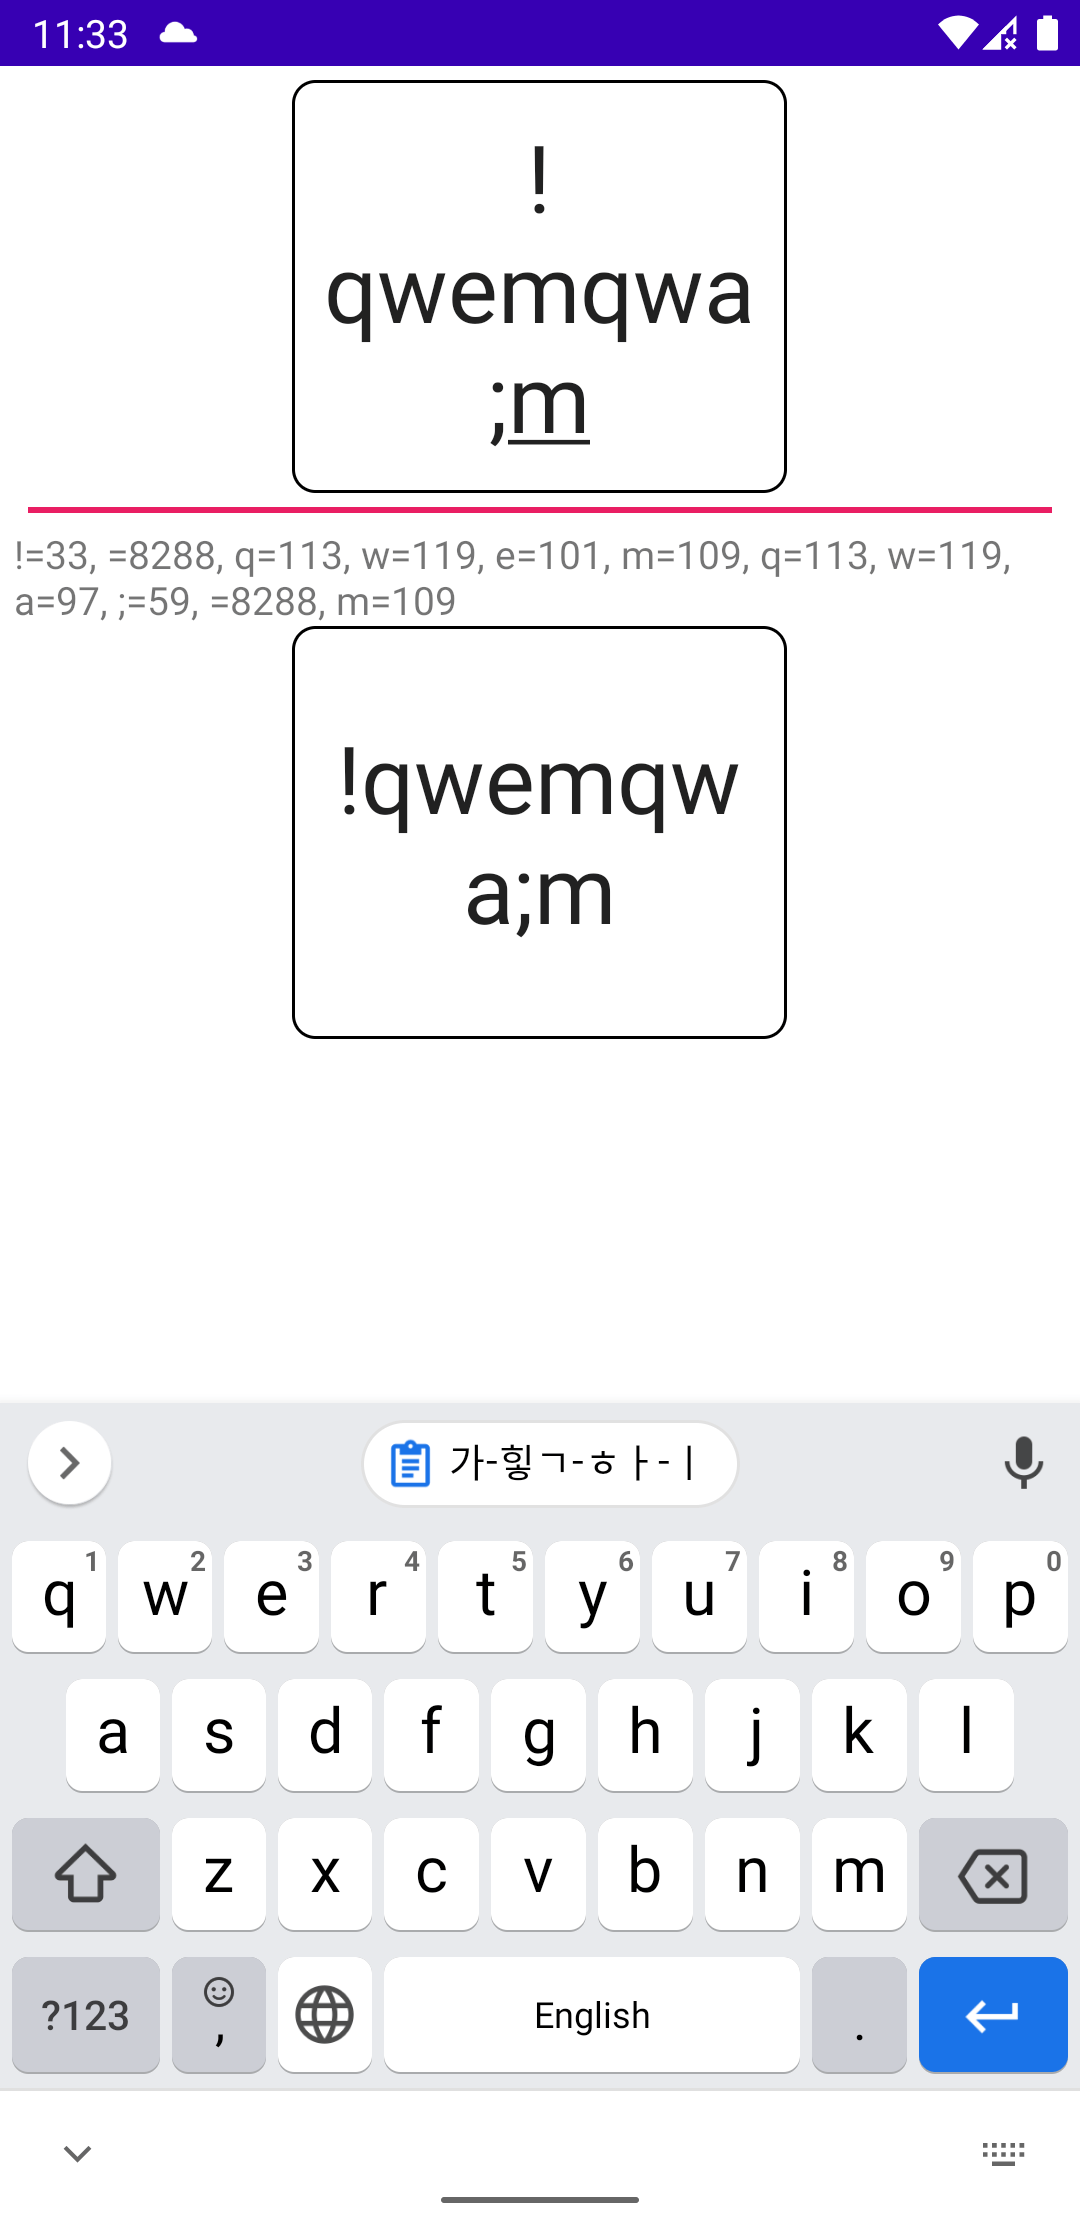 11:33
!
qwemqwa
;m
!=33, =8288, q=113, w=119, e=101, m=109, q=113, w=119,
a=97, ;=59, =8288, m=109
!qwemqw
a;m
가-힣ㄱ-ㅎㅏ-ㅣ
q 1 w 2 e 3 r 4 t 5 y 6 u 7 i 8 o 9 p 0
a s d f g h j k l
z x c v b n m
?123 , English .